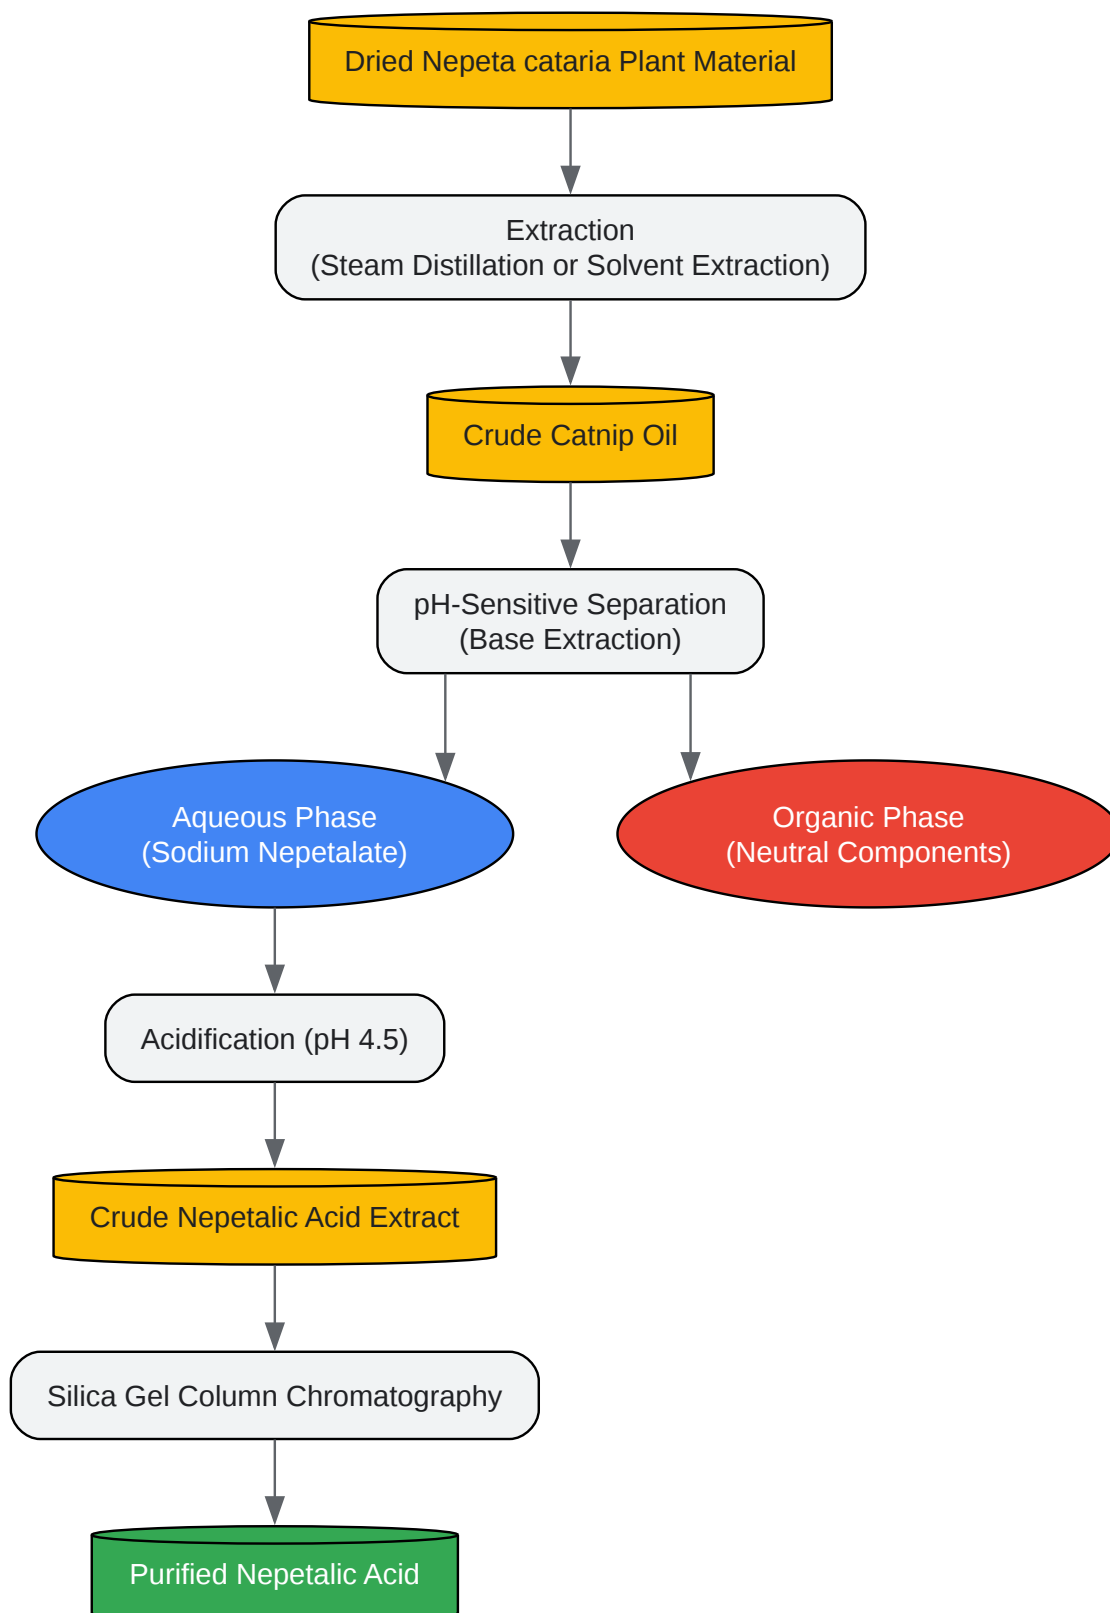 Dried Nepeta cataria Plant Material
Extraction
(Steam Distillation or Solvent Extraction)
Crude Catnip Oil
pH-Sensitive Separation
(Base Extraction)
Aqueous Phase
(Sodium Nepetalate)
Organic Phase
(Neutral Components)
Acidification (pH 4.5)
Crude Nepetalic Acid Extract
Silica Gel Column Chromatography
Purified Nepetalic Acid